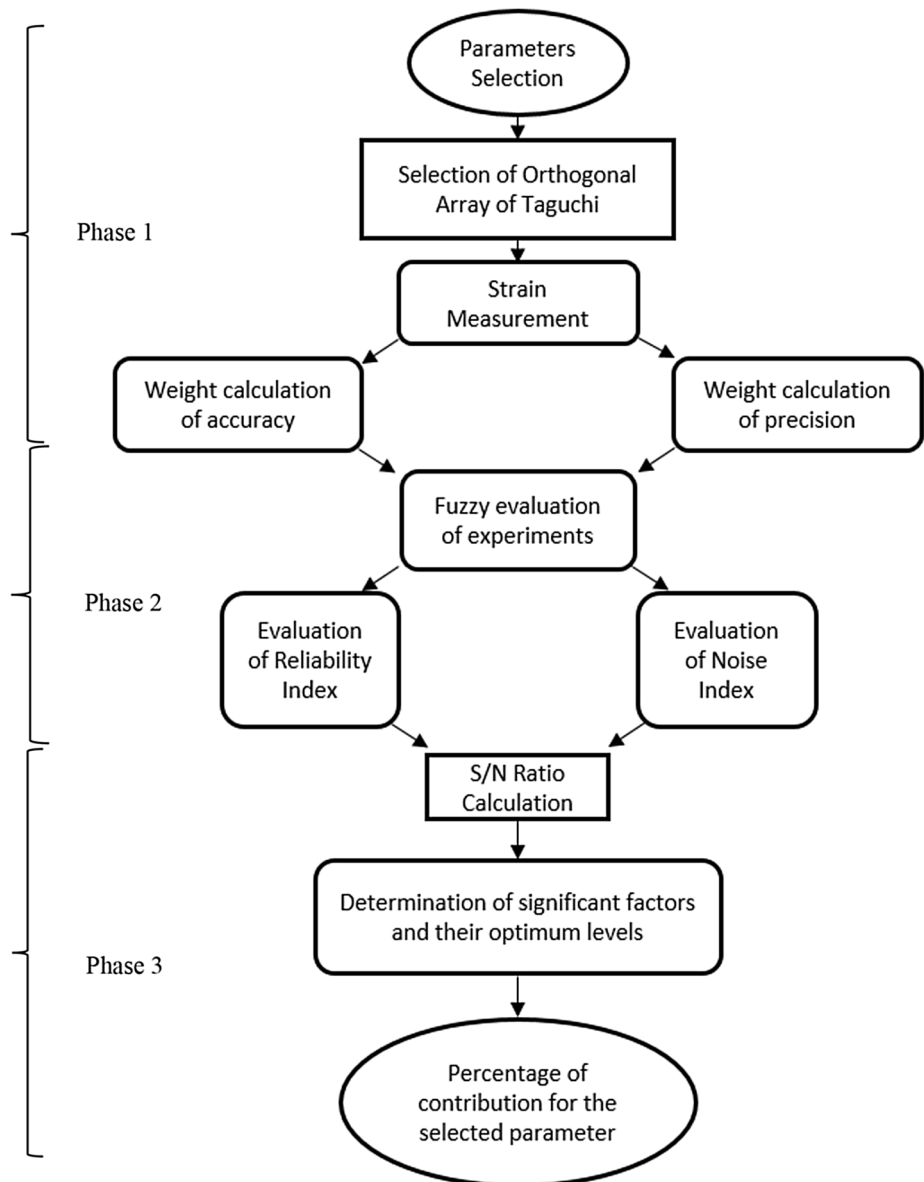 Parameters
Selection
Selection of Orthogonal
Array of Taguchi
Phase 1
Strain
Measurement
Weight calculation
of accuracy
Weight calculation
of precision
Fuzzy evaluation
of experiments
Phase 2
Evaluation
of Reliability
Index
Evaluation
of Noise
Index
S/N Ratio
Calculation
Determination of significant factors
and their optimum levels
Phase 3
Percentage of
contribution for the
selected parameter